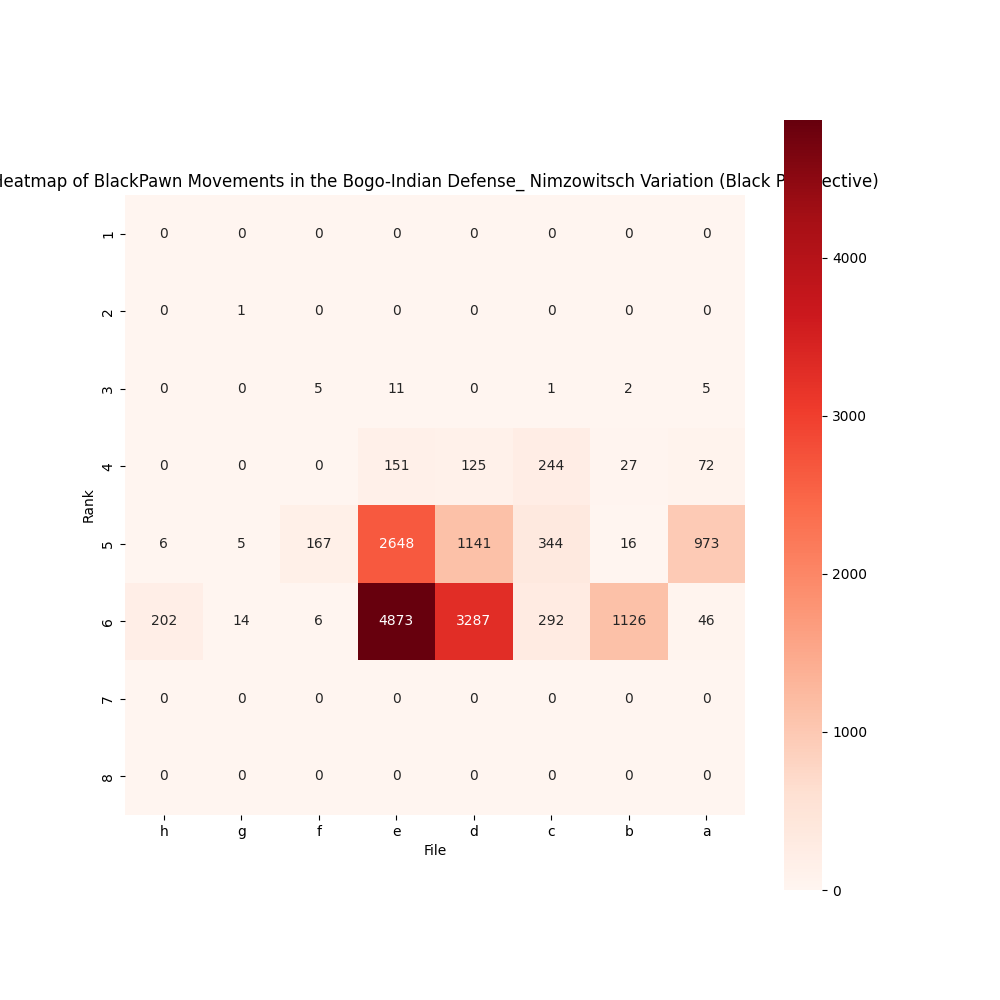 Heatmap of BlackPawn Movements in the Bogo-Indian Defense_ Nimzowitsch Variation (Black P ective)
1 0 0 0 0 0 0 0 0
2 0 1 0 0 0 0 0 0
3 0 0 5 11 0 1 2 5
4 0 0 0 151 125 244 27 72
5 6 5 167 2648 1141 344 16 973
6 202 14 6 4873 3287 292 1126 46
7 0 0 0 0 0 0 0 0
8 0 0 0 0 0 0 0 0
h g f e d c b a
File
Rank
4000
3000
2000
1000
0